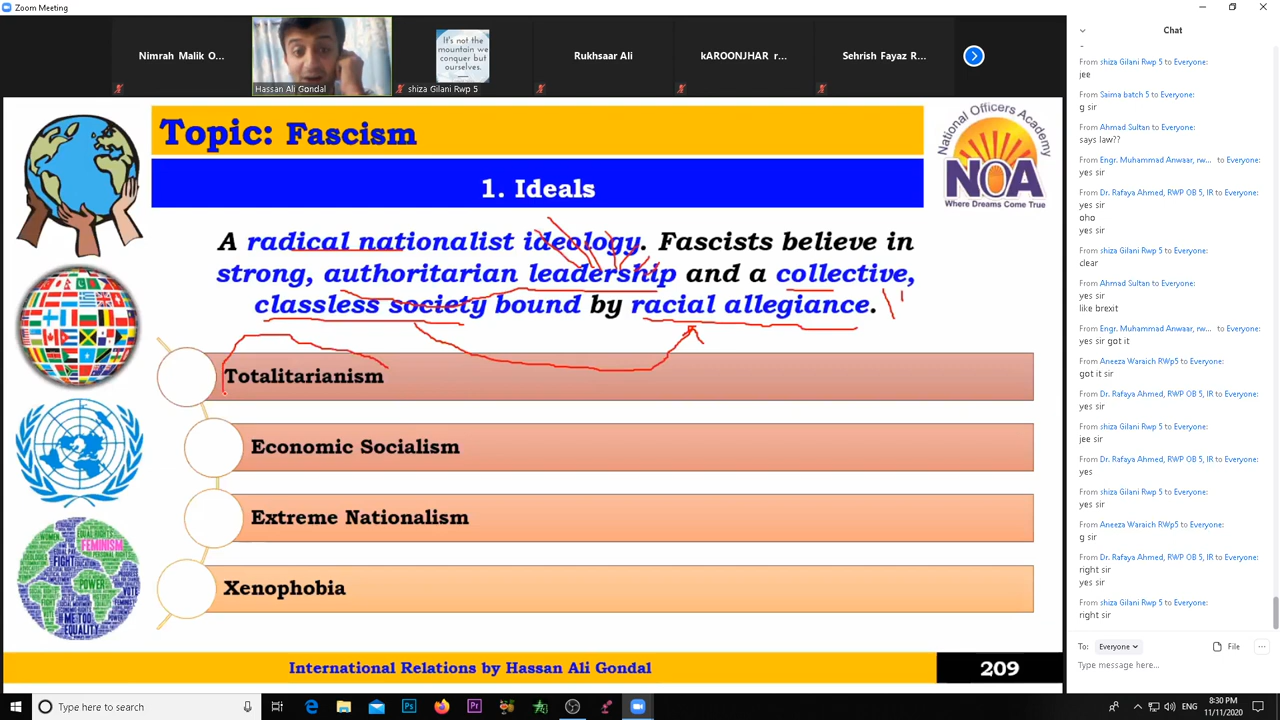 Zoom Meeting
Nimrah Malik O...
Hassan Ali Gondal
It's not the
mountain we
conquer but
ourselves.
shiza Gilani Rwp 5
Rukhsaar Ali
kAROONJHAR r...
Sehrish Fayaz R...
Topic: Fascism
National Officers Academy
NOA
Where Dreams Come True
1. Ideals
A radical nationalist ideology. Fascists believe in
strong, authoritarian leadership and a collective,
classless society bound by racial allegiance.
Totalitarianism
Economic Socialism
Extreme Nationalism
Xenophobia
FEMINISM
FIGHT
POWER
#METOO
EQUALITY
International Relations by Hassan Ali Gondal
209
Chat
From shiza Gilani Rwp 5 to Everyone:
jee
From Saima batch 5 to Everyone:
g sir
From Ahmad Sultan to Everyone:
says law??
From Engr. Muhammad Anwaar, rw... to Everyone:
yes sir
From Dr. Rafaya Ahmed, RWP OB 5, IR to Everyone:
yes sir
oho
yes sir
From shiza Gilani Rwp 5 to Everyone:
clear
From Ahmad Sultan to Everyone:
yes sir
like brexit
From Engr. Muhammad Anwaar, rw... to Everyone:
yes sir got it
From Aneeza Waraich RWp5 to Everyone:
got it sir
From Dr. Rafaya Ahmed, RWP OB 5, IR to Everyone:
yes sir
From shiza Gilani Rwp 5 to Everyone:
jee sir
From Dr. Rafaya Ahmed, RWP OB 5, IR to Everyone:
yes
From shiza Gilani Rwp 5 to Everyone:
yes sir
From Aneeza Waraich RWp5 to Everyone:
g sir
From Dr. Rafaya Ahmed, RWP OB 5, IR to Everyone:
right sir
yes sir
From shiza Gilani Rwp 5 to Everyone:
right sir
To: Everyone
File
Type message here...
Type here to search
Ps
Pr
ENG
8:30 PM
11/11/2020